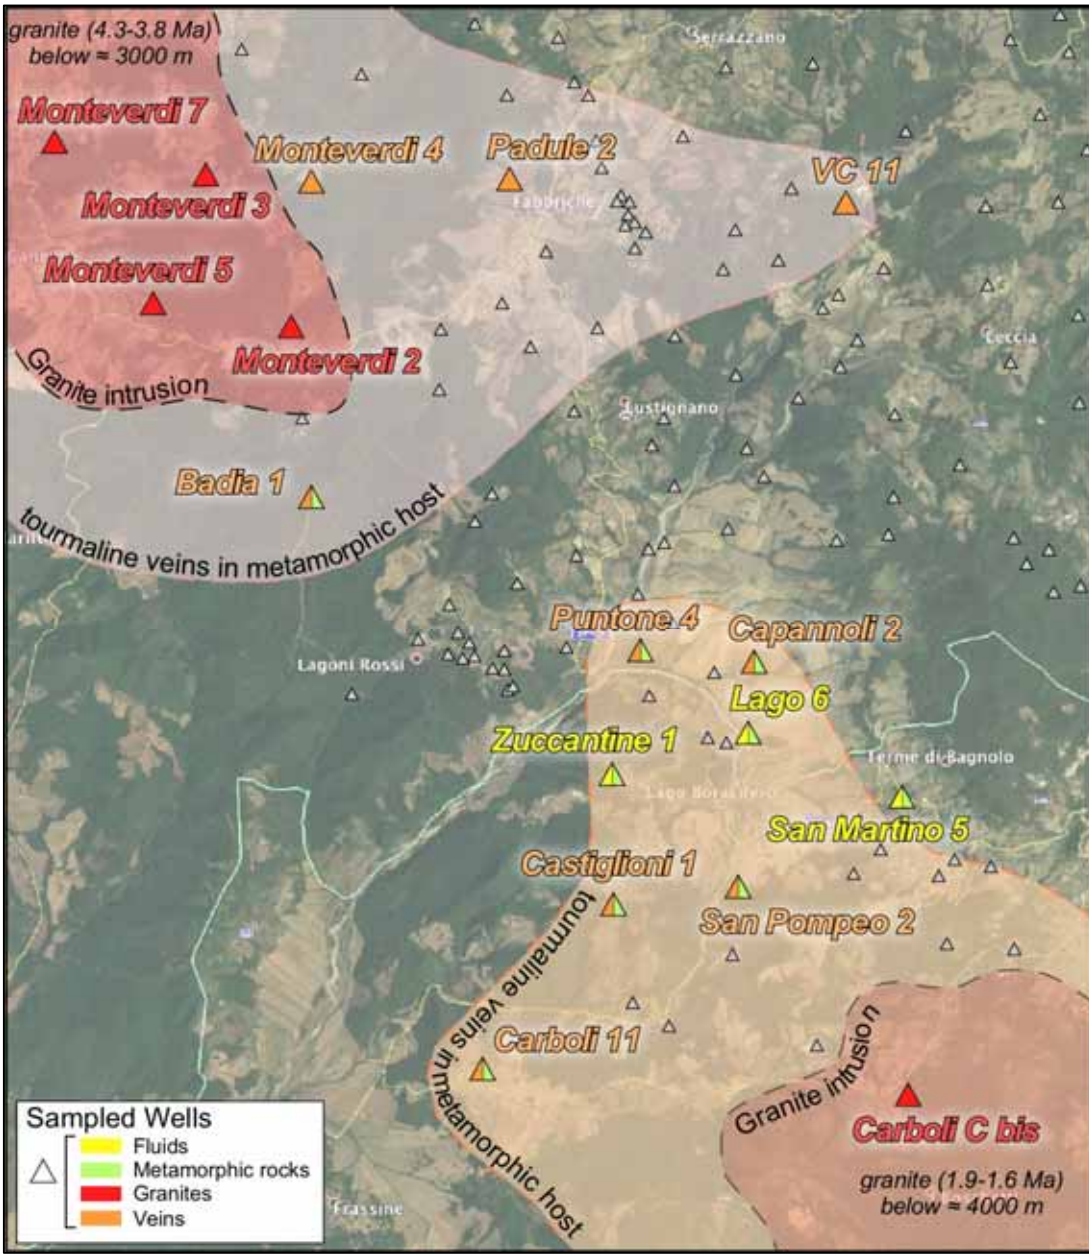 granite (4.3-3.8 Ma)
below ≈ 3000 m
Serrazzano
Monteverdi 7
Monteverdi 4
Padule 2
VC 11
Monteverdi 3
Fabbriche
Monteverdi 5
Monteverdi 2
Granite intrusion
Lustignano
Badia 1
tourmaline veins in metamorphic host
Puntone 4
Capannoli 2
Lagoni Rossi
Lago 6
Zuccantine 1
Terme di Bagnolo
Lago Boracifero
San Martino 5
Castiglioni 1
San Pompeo 2
tourmaline veins in metamorphic host
Carboli 11
Granite intrusion
Carboli C bis
granite (1.9-1.6 Ma)
below ≈ 4000 m
Sampled Wells
Fluids
Metamorphic rocks
Granites
Veins
Frassine